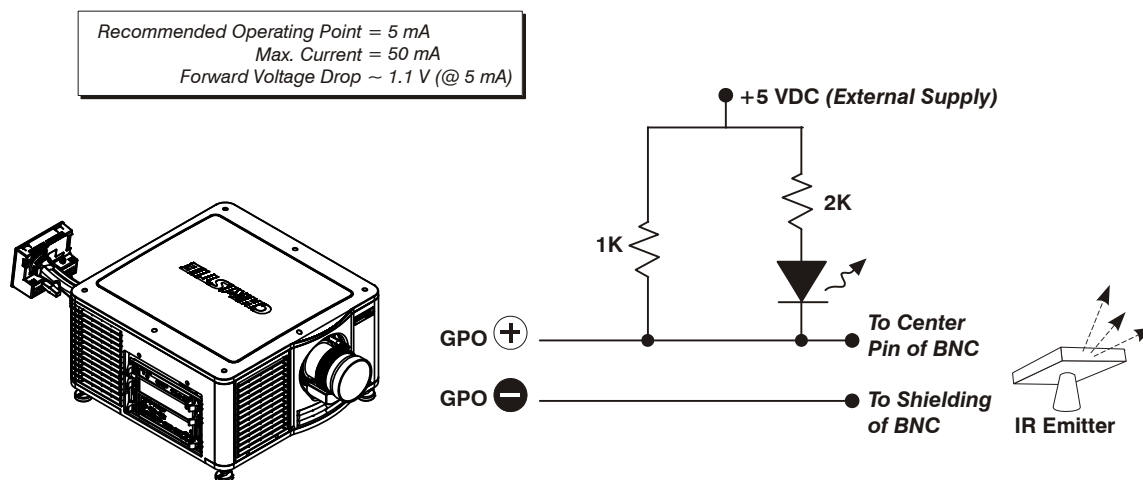 Recommended Operating Point = 5 mA
Max. Current = 50 mA
Forward Voltage Drop ~ 1.1 V (@ 5 mA)
+5 VDC (External Supply)
2K
1K
CHRISTIE
GPO +
To Center
Pin of BNC
GPO −
To Shielding
of BNC
IR Emitter